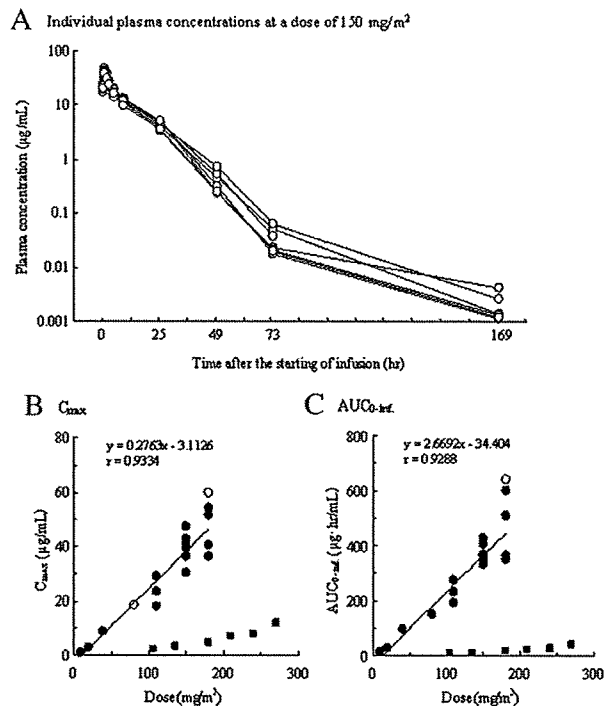 A Individual plasma concentrations at a dose of 150 mg/m²
Plasma concentration (µg/mL)
100
10
1
0.1
0.01
0.001
0 25 49 73 169
Time after the starting of infusion (hr)
B Cmax
y = 0.2763x - 3.1126
r = 0.9334
Cmax (µg/mL)
80
60
40
20
0
0 100 200 300
Dose(mg/m²)
C AUC0-inf.
y = 2.6692x - 34.404
r = 0.9288
AUC0-inf. (µg·hr/mL)
800
600
400
200
0
0 100 200 300
Dose(mg/m²)